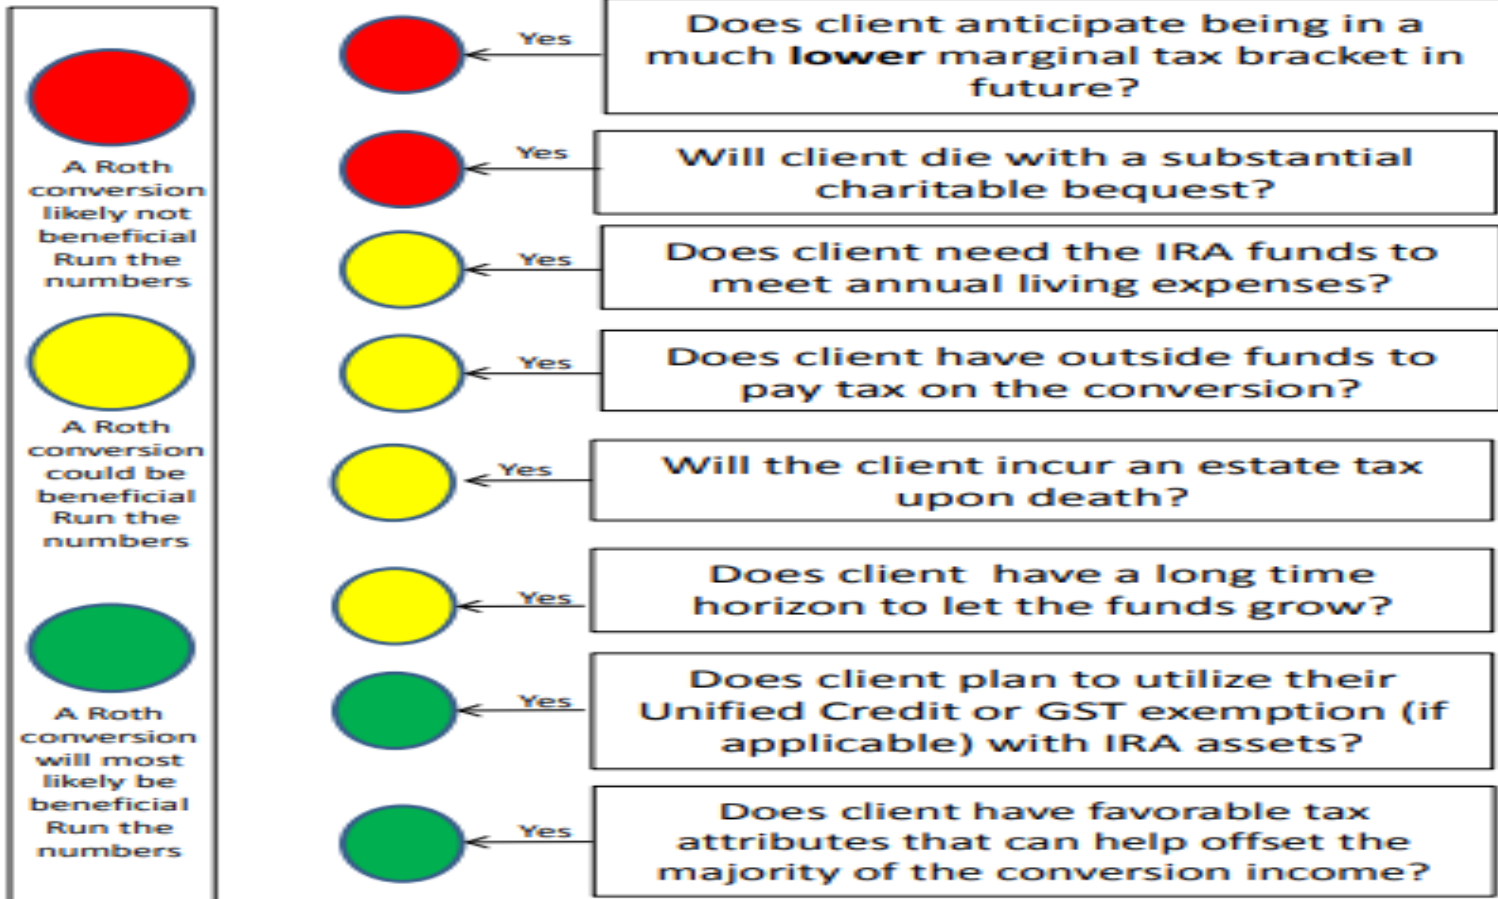 A Roth
conversion
likely not
beneficial
Run the
numbers
A Roth
conversion
could be
beneficial
Run the
numbers
A Roth
conversion
will most
likely be
beneficial
Run the
numbers
Yes
Does client anticipate being in a
much lower marginal tax bracket in
future?
Yes
Will client die with a substantial
charitable bequest?
Yes
Does client need the IRA funds to
meet annual living expenses?
Yes
Does client have outside funds to
pay tax on the conversion?
Yes
Will the client incur an estate tax
upon death?
Yes
Does client have a long time
horizon to let the funds grow?
Yes
Does client plan to utilize their
Unified Credit or GST exemption (if
applicable) with IRA assets?
Yes
Does client have favorable tax
attributes that can help offset the
majority of the conversion income?